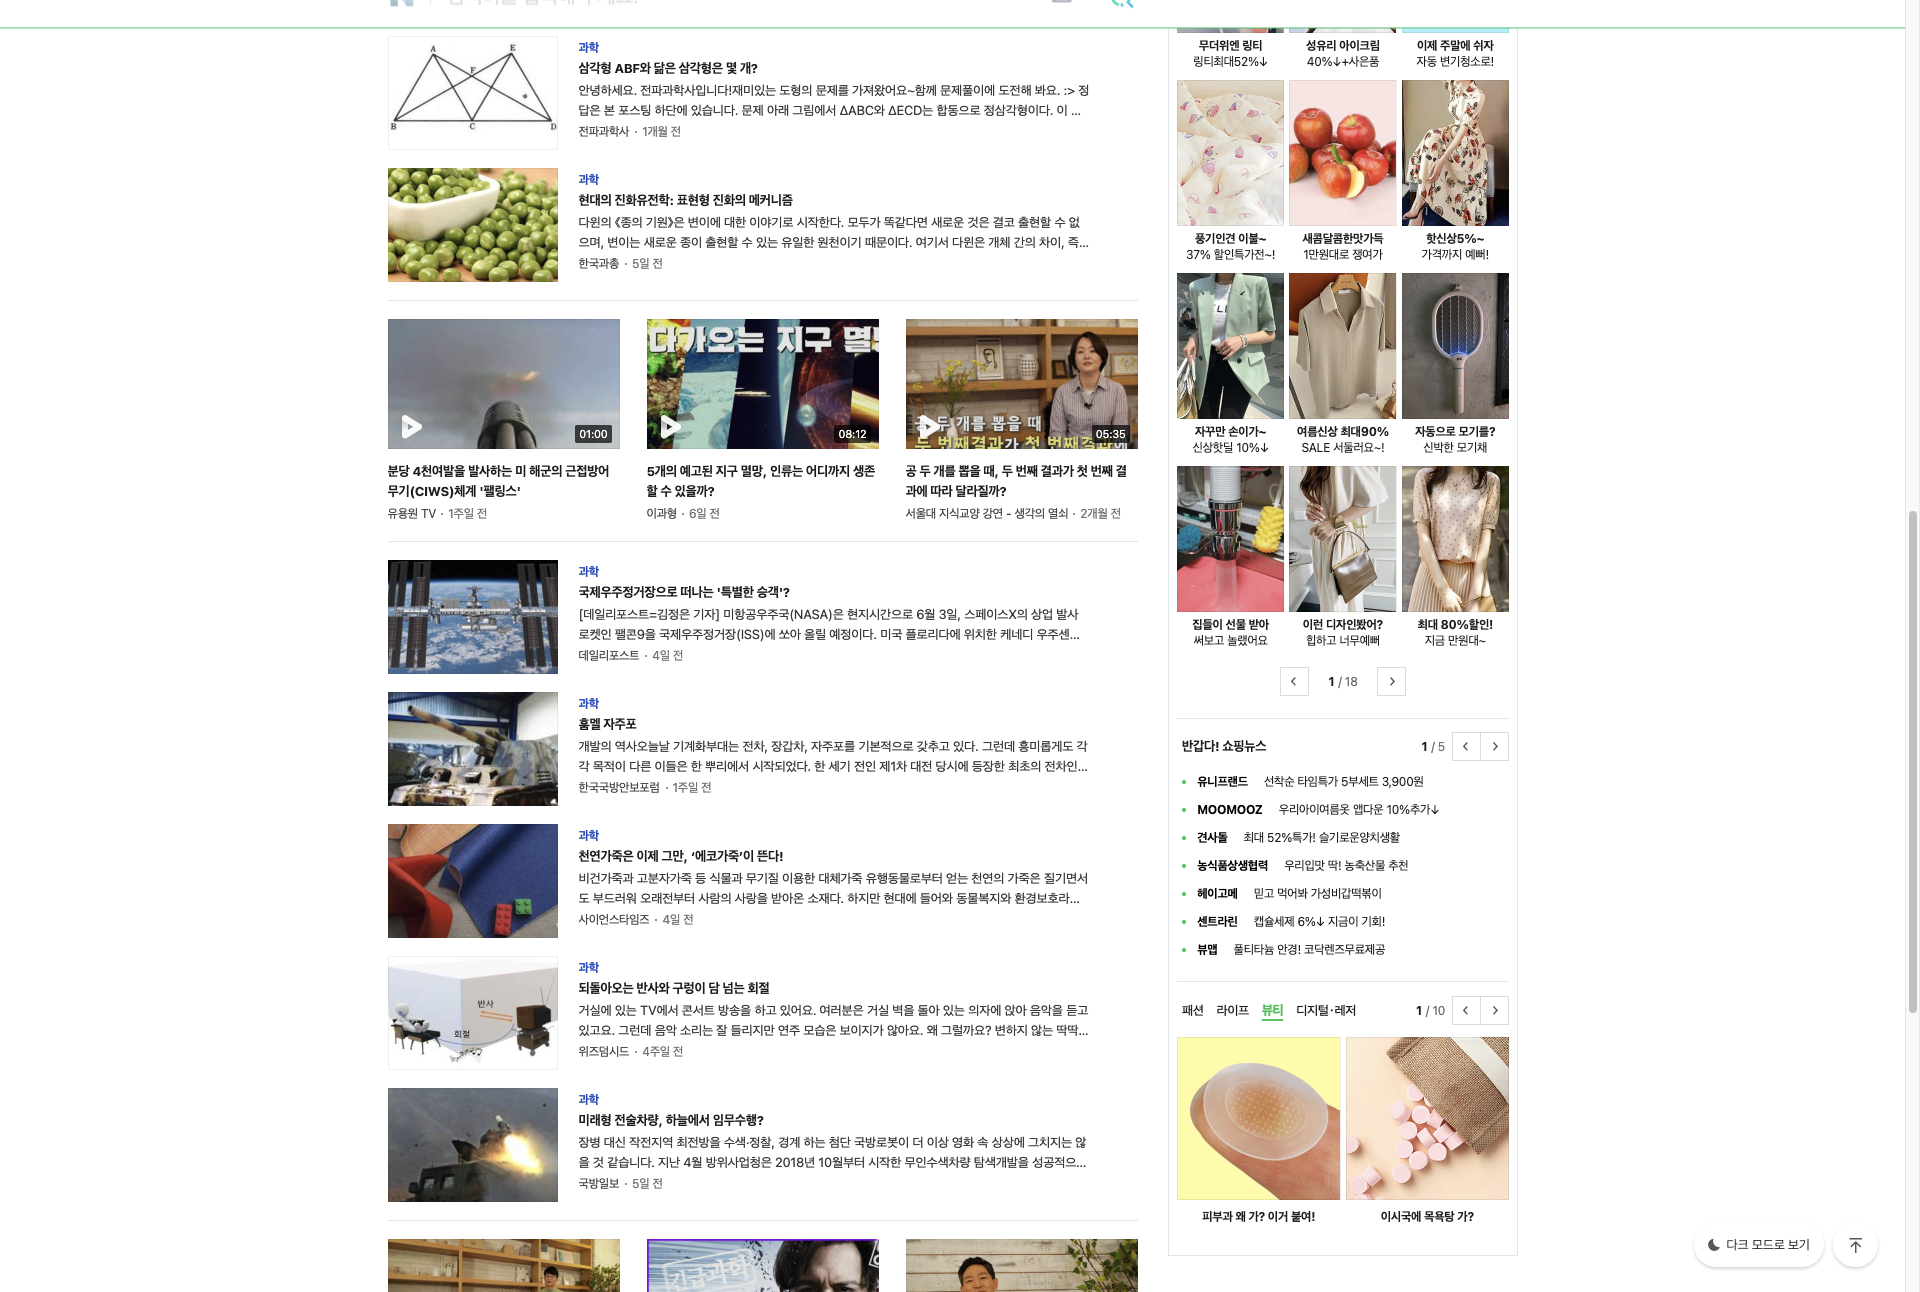 과학
삼각형 ABF와 닮은 삼각형은 몇 개?
안녕하세요. 전파과학사입니다!재미있는 도형의 문제를 가져왔어요~함께 문제풀이에 도전해 봐요. :> 정
답은 본 포스팅 하단에 있습니다. 문제 아래 그림에서 ΔABC와 ΔECD는 합동으로 정삼각형이다. 이 ...
전파과학사 · 1개월 전
A
E
F
B
C
D
과학
현대의 진화유전학: 표현형 진화의 메커니즘
다윈의 《종의 기원》은 변이에 대한 이야기로 시작한다. 모두가 똑같다면 새로운 것은 결코 출현할 수 없
으며, 변이는 새로운 종이 출현할 수 있는 유일한 원천이기 때문이다. 여기서 다윈은 개체 간의 차이, 즉...
한국과총 · 5일 전
01:00
분당 4천여발을 발사하는 미 해군의 근접방어
무기(CIWS)체계 '팰링스'
유용원 TV · 1주일 전
다가오는 지구 멸망
08:12
5개의 예고된 지구 멸망, 인류는 어디까지 생존
할 수 있을까?
이과형 · 6일 전
두 개를 뽑을 때
두 번째결과가 첫 번째결과에
05:35
공 두 개를 뽑을 때, 두 번째 결과가 첫 번째 결
과에 따라 달라질까?
서울대 지식교양 강연 - 생각의 열쇠 · 2개월 전
과학
국제우주정거장으로 떠나는 '특별한 승객'?
[데일리포스트=김정은 기자] 미항공우주국(NASA)은 현지시간으로 6월 3일, 스페이스X의 상업 발사
로켓인 팰콘9을 국제우주정거장(ISS)에 쏘아 올릴 예정이다. 미국 플로리다에 위치한 케네디 우주센...
데일리포스트 · 4일 전
과학
훔멜 자주포
개발의 역사오늘날 기계화부대는 전차, 장갑차, 자주포를 기본적으로 갖추고 있다. 그런데 흥미롭게도 각
각 목적이 다른 이들은 한 뿌리에서 시작되었다. 한 세기 전인 제1차 대전 당시에 등장한 최초의 전차인...
한국국방안보포럼 · 1주일 전
과학
천연가죽은 이제 그만, ‘에코가죽’이 뜬다!
비건가죽과 고분자가죽 등 식물과 무기질 이용한 대체가죽 유행동물로부터 얻는 천연의 가죽은 질기면서
도 부드러워 오래전부터 사람의 사랑을 받아온 소재다. 하지만 현대에 들어와 동물복지와 환경보호라...
사이언스타임즈 · 4일 전
반사
회절
과학
되돌아오는 반사와 구렁이 담 넘는 회절
거실에 있는 TV에서 콘서트 방송을 하고 있어요. 여러분은 거실 벽을 돌아 있는 의자에 앉아 음악을 듣고
있고요. 그런데 음악 소리는 잘 들리지만 연주 모습은 보이지가 않아요. 왜 그럴까요? 변하지 않는 딱딱...
위즈덤시드 · 4주일 전
과학
미래형 전술차량, 하늘에서 임무수행?
장병 대신 작전지역 최전방을 수색·정찰, 경계 하는 첨단 국방로봇이 더 이상 영화 속 상상에 그치지는 않
을 것 같습니다. 지난 4월 방위사업청은 2018년 10월부터 시작한 무인수색차량 탐색개발을 성공적으...
국방일보 · 5일 전
긴급과학
무더위엔 링티
링티최대52%↓
성유리 아이크림
40%↓+사은품
이제 주말에 쉬자
자동 변기청소로!
풍기인견 이불~
37% 할인특가전~!
새콤달콤한맛가득
1만원대로 쟁여가
핫신상5%~
가격까지 예뻐!
자꾸만 손이가~
신상핫딜 10%↓
여름신상 최대90%
SALE 서둘러요~!
자동으로 모기를?
신박한 모기채
집들이 선물 받아
써보고 놀랬어요
이런 디자인봤어?
힙하고 너무예뻐
최대 80%할인!
지금 만원대~
1 / 18
반갑다! 쇼핑뉴스
1 / 5
유니프랜드 선착순 타임특가 5부세트 3,900원
MOOMOOZ 우리아이여름옷 앱다운 10%추가↓
견사돌 최대 52%특가! 슬기로운양치생활
농식품상생협력 우리입맛 딱! 농축산물 추천
헤이고메 믿고 먹어봐 가성비갑떡볶이
센트라린 캡슐세제 6%↓ 지금이 기회!
뷰맵 풀티타늄 안경! 코닥렌즈무료제공
패션 라이프 뷰티 디지털·레저
1 / 10
피부과 왜 가? 이거 붙여!
이시국에 목욕탕 가?
다크 모드로 보기